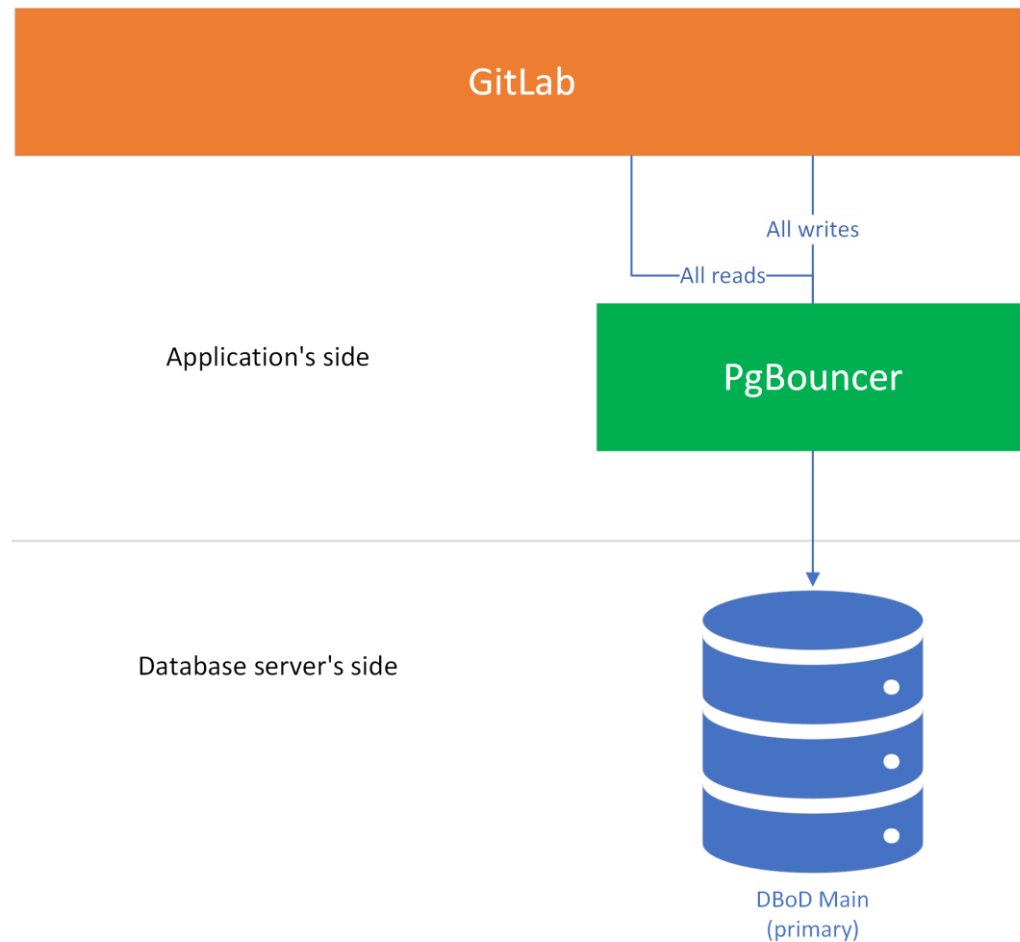 GitLab
All writes
All reads
Application's side
PgBouncer
Database server's side
DBoD Main
(primary)